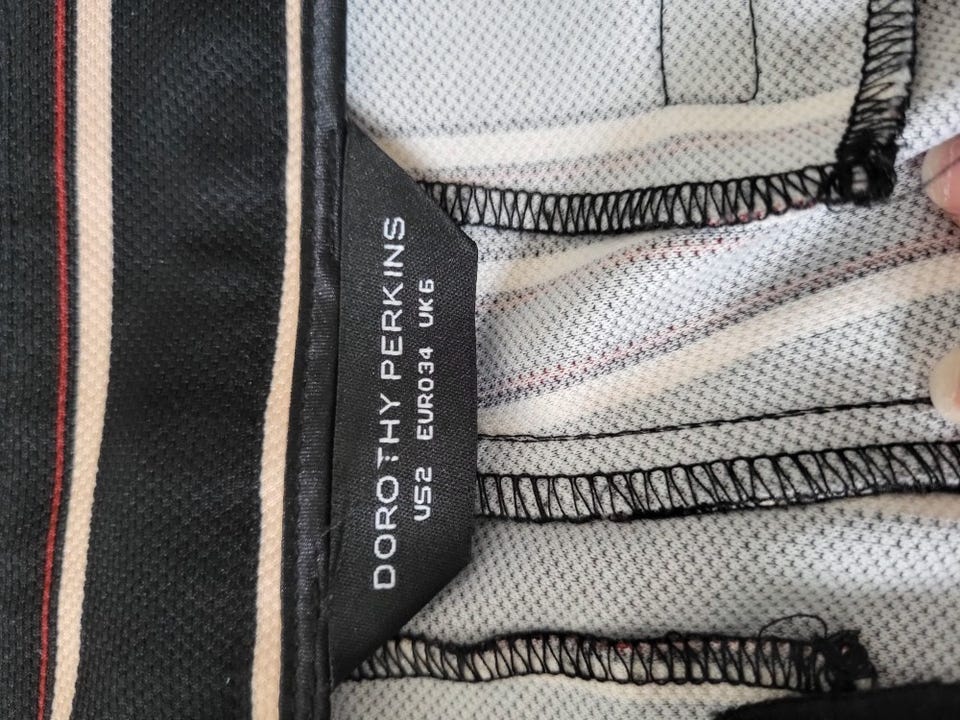 DOROTHY PERKINS
US2 EURO34 UK6